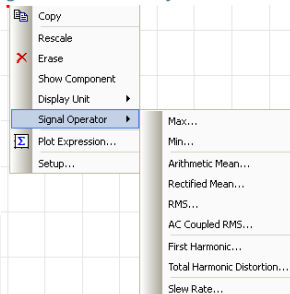 Copy
Rescale
Erase
Show Component
Display Unit
Signal Operator
Plot Expression...
Setup...
Max...
Min...
Arithmetic Mean...
Rectified Mean...
RMS...
AC Coupled RMS...
First Harmonic...
Total Harmonic Distortion...
Slew Rate...